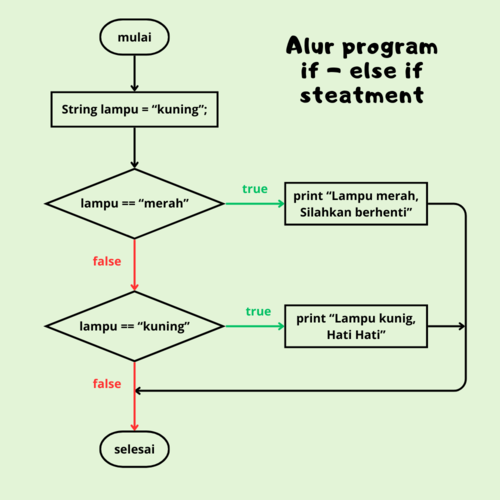 mulai
Alur program
if - else if
steatment
String lampu = “kuning”;
lampu == “merah”
true
print “Lampu merah,
Silahkan berhenti”
false
lampu == “kuning”
true
print “Lampu kunig,
Hati Hati”
false
selesai